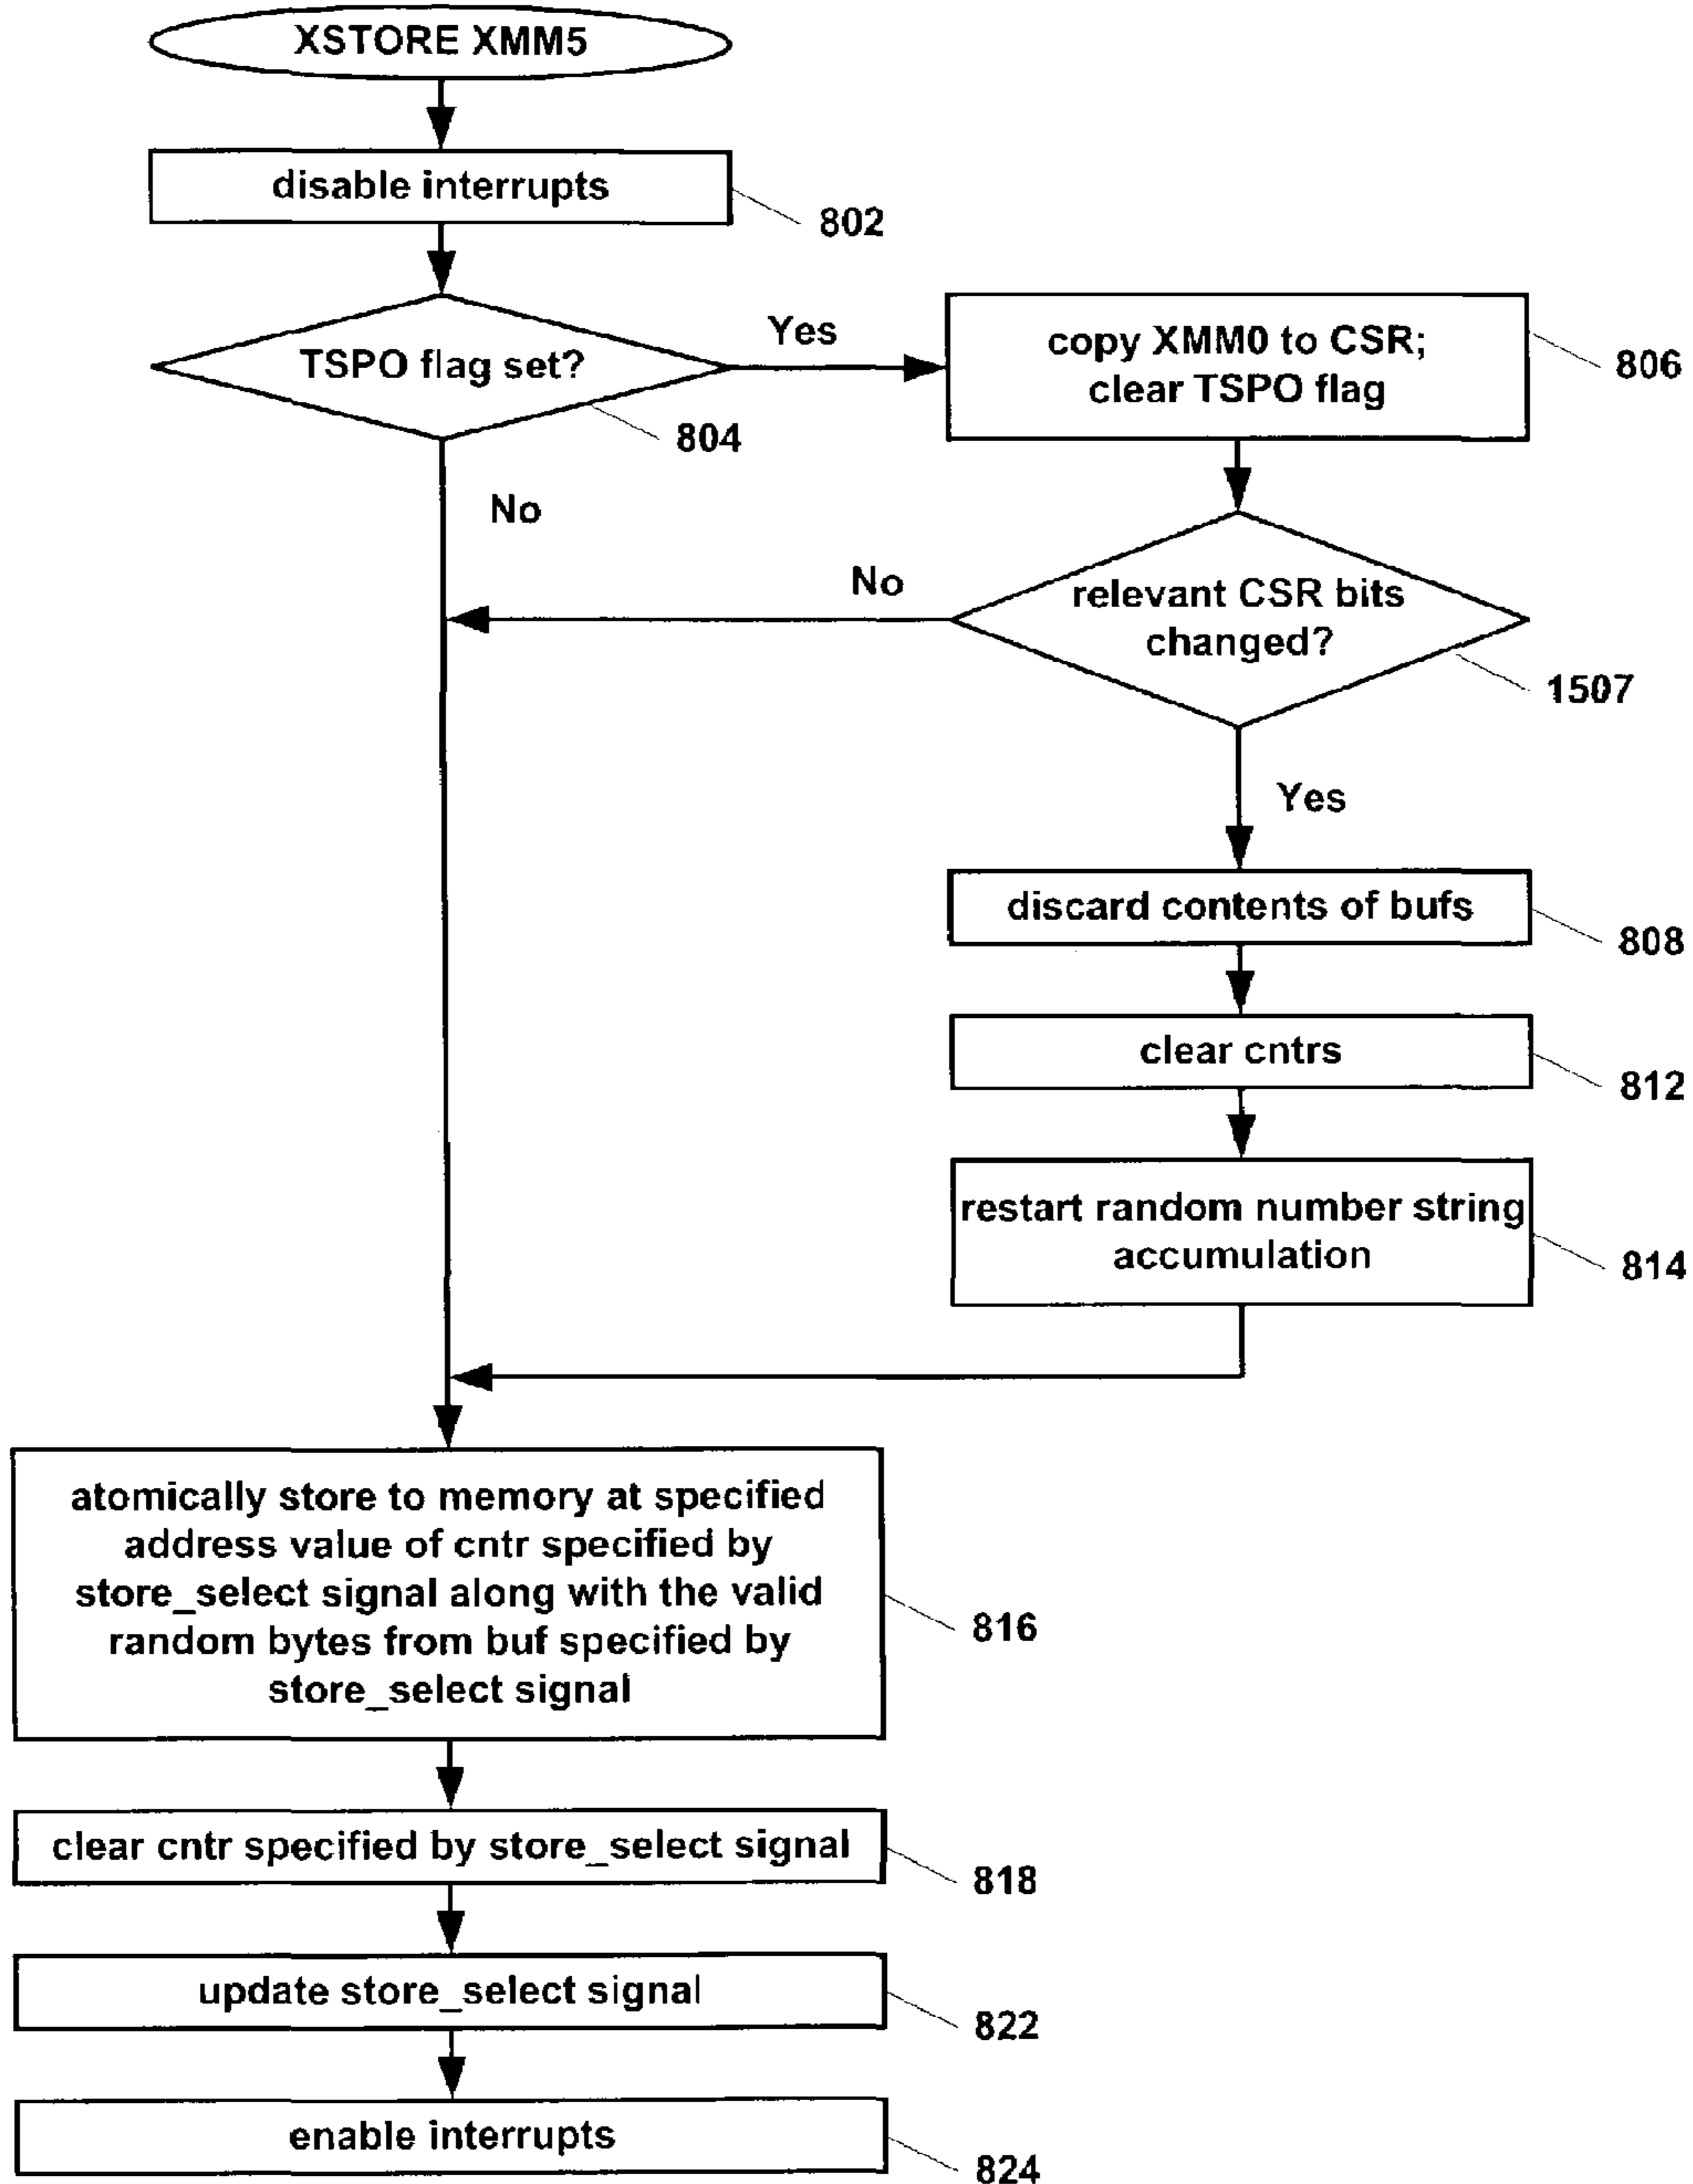 XSTORE XMM5
disable interrupts
802
TSPO flag set?
804
Yes
copy XMM0 to CSR;
clear TSPO flag
806
No
No
relevant CSR bits
changed?
1507
Yes
discard contents of bufs
808
clear cntrs
812
restart random number string
accumulation
814
atomically store to memory at specified
address value of cntr specified by
store_select signal along with the valid
random bytes from buf specified by
store_select signal
816
clear cntr specified by store_select signal
818
update store_select signal
822
enable interrupts
824